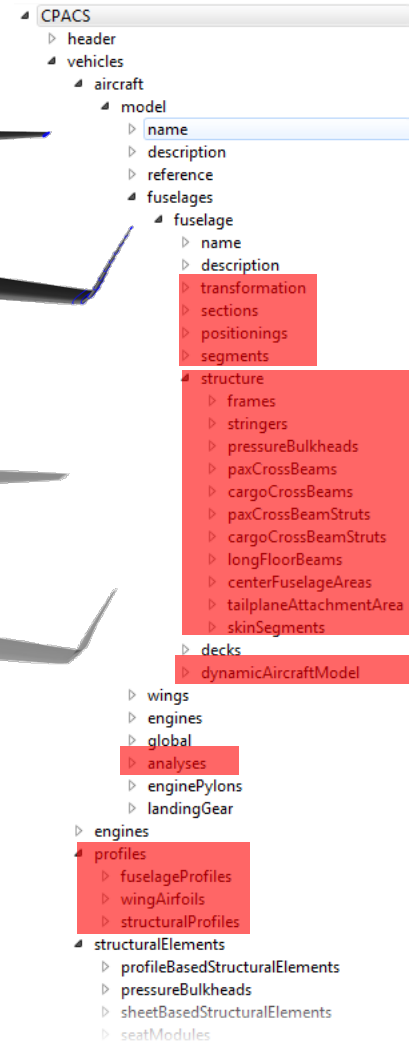 CPACS
header
vehicles
aircraft
model
name
description
reference
fuselages
fuselage
name
description
transformation
sections
positionings
segments
structure
frames
stringers
pressureBulkheads
paxCrossBeams
cargoCrossBeams
paxCrossBeamStruts
cargoCrossBeamStruts
longFloorBeams
centerFuselageAreas
tailplaneAttachmentArea
skinSegments
decks
dynamicAircraftModel
wings
engines
global
analyses
enginePylons
landingGear
engines
profiles
fuselageProfiles
wingAirfoils
structuralProfiles
structuralElements
profileBasedStructuralElements
pressureBulkheads
sheetBasedStructuralElements
seatModules